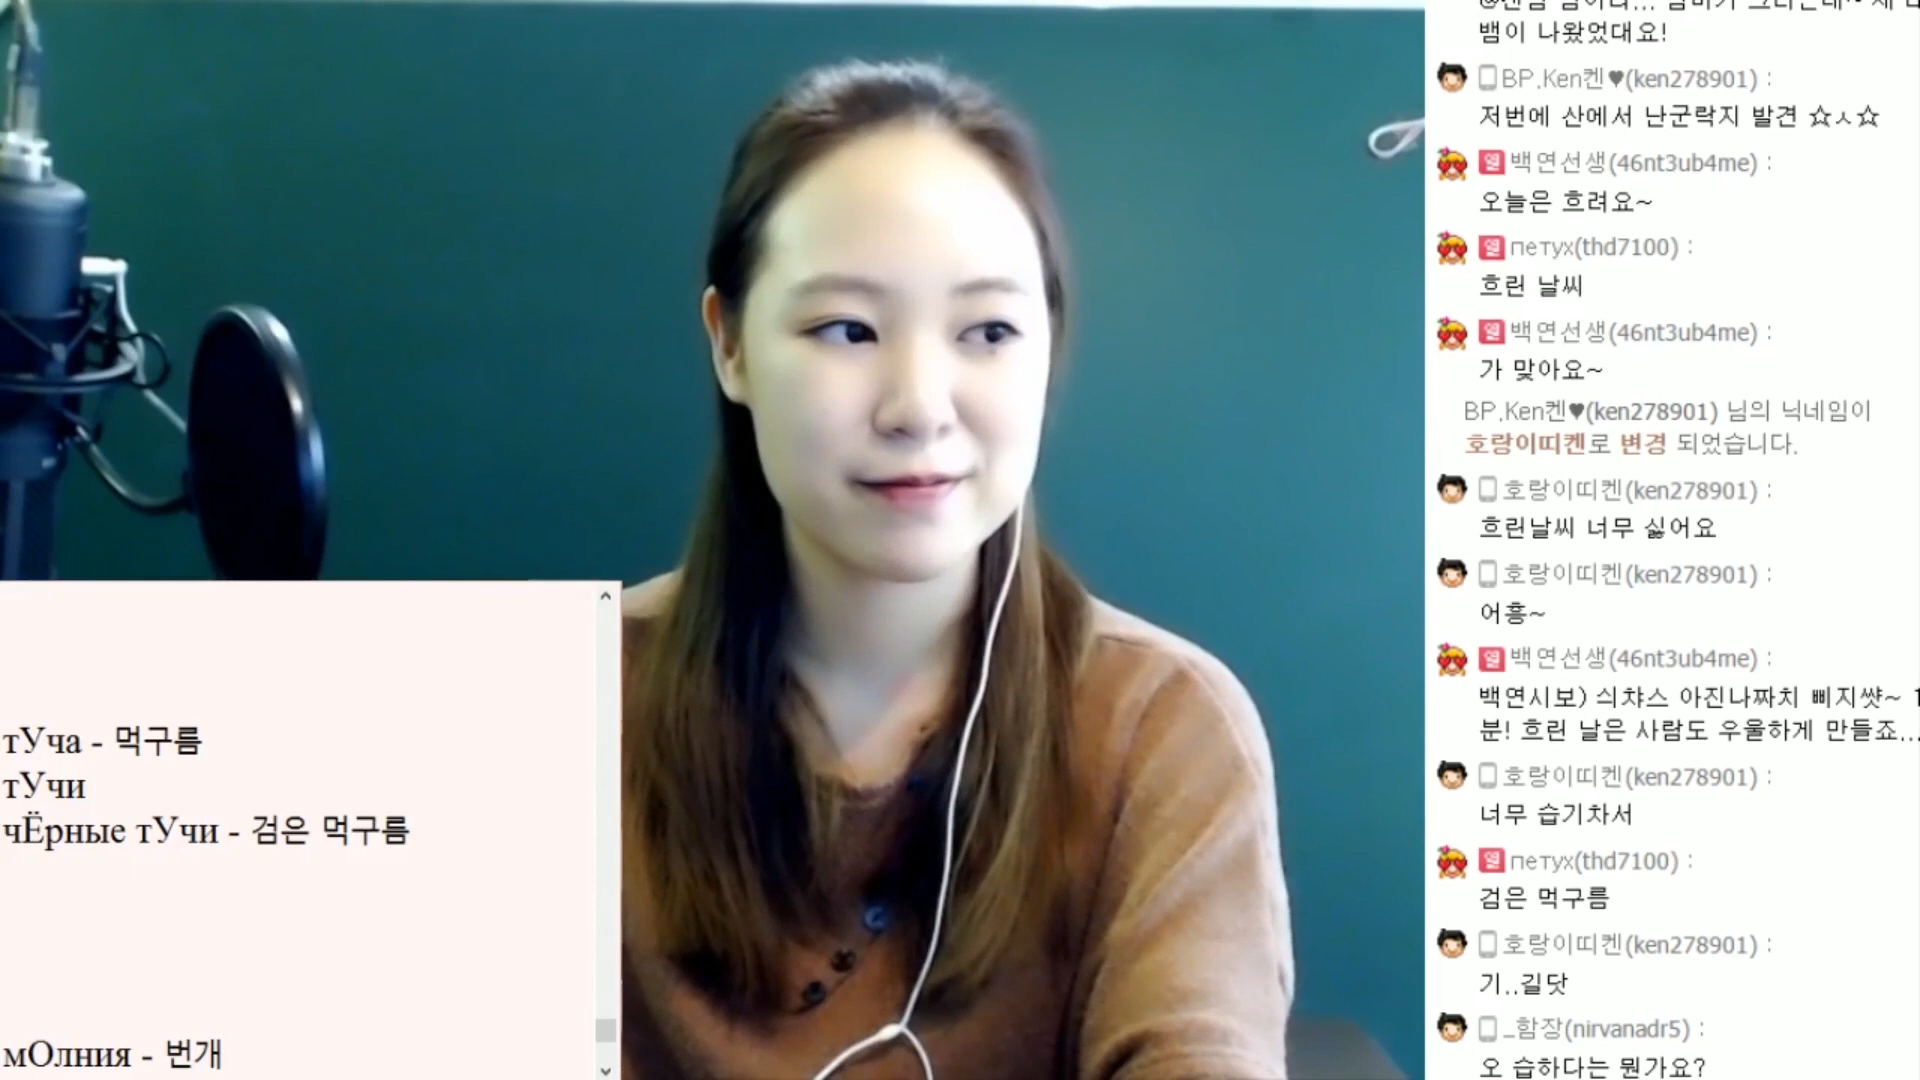 뱀이 나왔었대요!
BP.Ken켄♥(ken278901) :
저번에 산에서 난군락지 발견 ☆ㅅ☆
열 백연선생(46nt3ub4me) :
오늘은 흐려요~
열 петух(thd7100) :
흐린 날씨
열 백연선생(46nt3ub4me) :
가 맞아요~
BP.Ken켄♥(ken278901) 님의 닉네임이
호랑이띠켄로 변경 되었습니다.
호랑이띠켄(ken278901) :
흐린날씨 너무 싫어요
호랑이띠켄(ken278901) :
어흥~
열 백연선생(46nt3ub4me) :
백연시보) 싀챠스 아진나짜치 삐지쌋~ 1
분! 흐린 날은 사람도 우울하게 만들죠...
호랑이띠켄(ken278901) :
너무 습기차서
열 петух(thd7100) :
검은 먹구름
호랑이띠켄(ken278901) :
기..길닷
_함장(nirvanadr5) :
오 습하다는 뭔가요?
тУча - 먹구름
тУчи
чЁрные тУчи - 검은 먹구름
мОлния - 번개